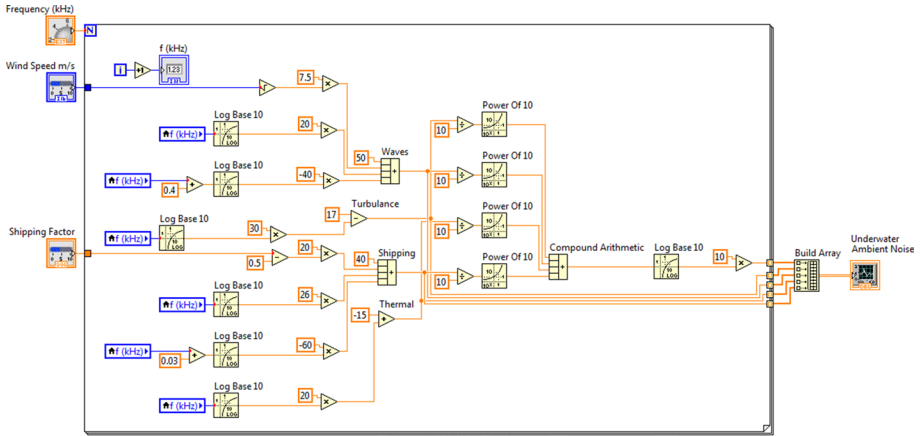 Frequency (kHz)
N
f (kHz)
i
+1
1.23
Wind Speed m/s
7.5
Log Base 10
f (kHz)
20
Log Base 10
f (kHz)
0.4
-40
50
Waves
Log Base 10
f (kHz)
30
17
Turbulance
Shipping Factor
0.5
20
40
Shipping
Log Base 10
f (kHz)
26
Log Base 10
f (kHz)
0.03
-60
-15
Thermal
Log Base 10
f (kHz)
20
Power Of 10
10
Power Of 10
10
Power Of 10
10
Power Of 10
10
Compound Arithmetic
Log Base 10
10
Build Array
Underwater
Ambient Noise